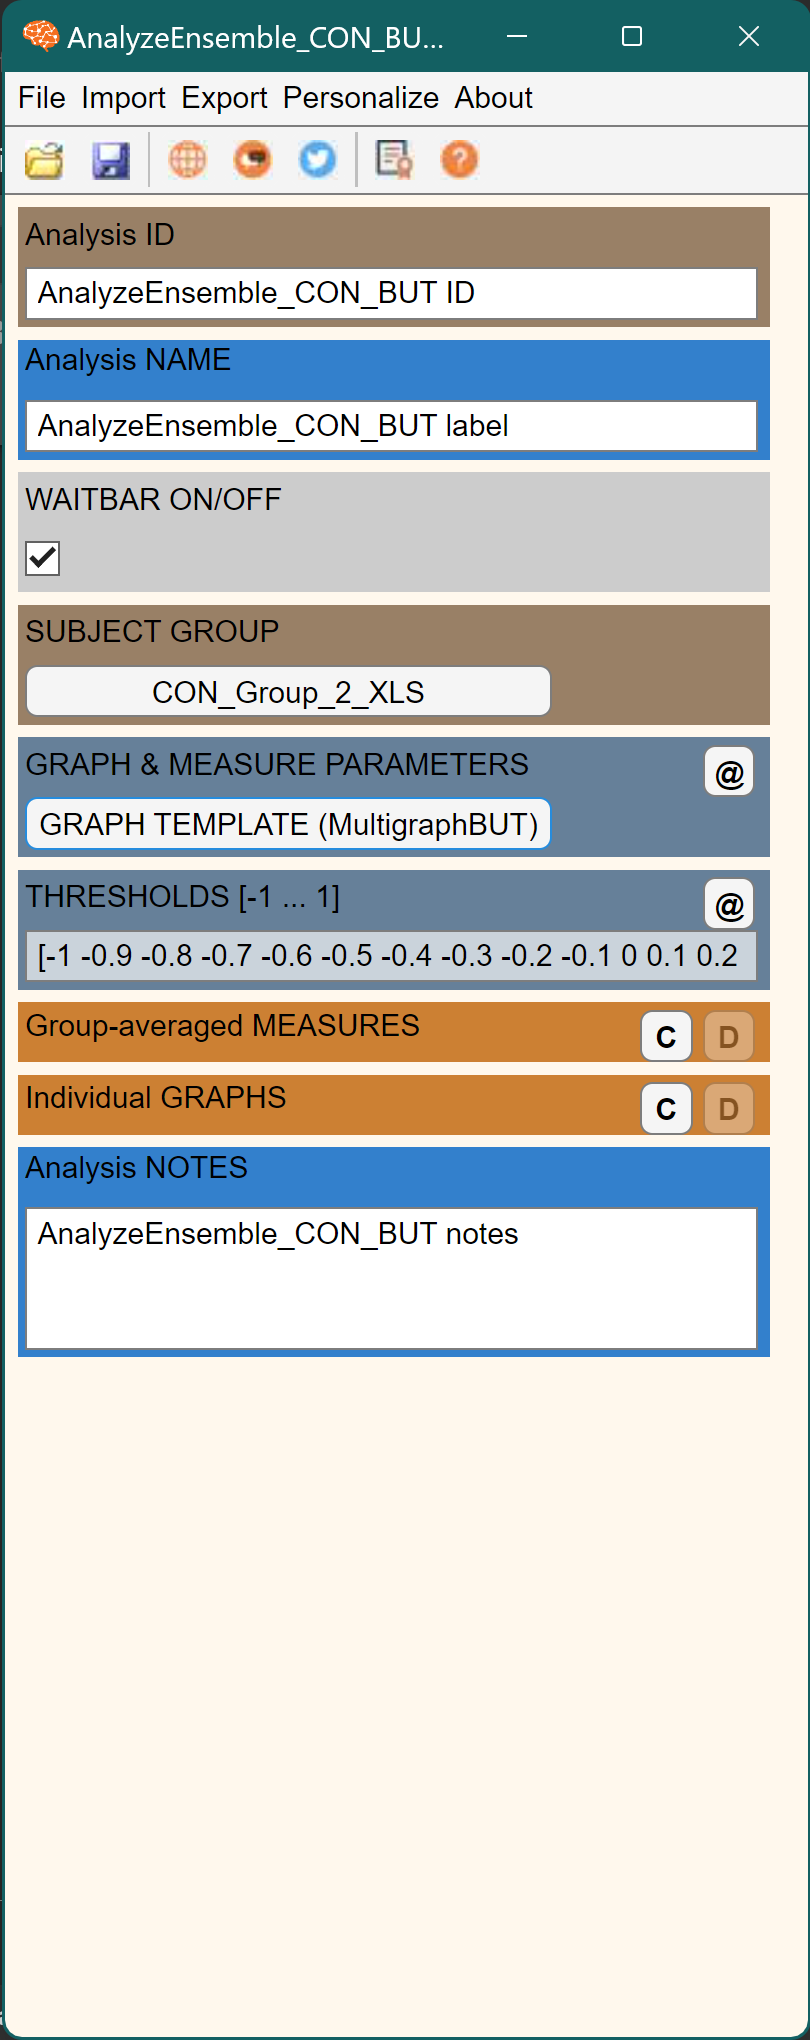 AnalyzeEnsemble_CON_BU...
File Import Export Personalize About
Analysis ID
AnalyzeEnsemble_CON_BUT ID
Analysis NAME
AnalyzeEnsemble_CON_BUT label
WAITBAR ON/OFF
SUBJECT GROUP
CON_Group_2_XLS
GRAPH & MEASURE PARAMETERS
@
GRAPH TEMPLATE (MultigraphBUT)
THRESHOLDS [-1 ... 1]
@
[-1 -0.9 -0.8 -0.7 -0.6 -0.5 -0.4 -0.3 -0.2 -0.1 0 0.1 0.2
Group-averaged MEASURES
C D
Individual GRAPHS
C D
Analysis NOTES
AnalyzeEnsemble_CON_BUT notes